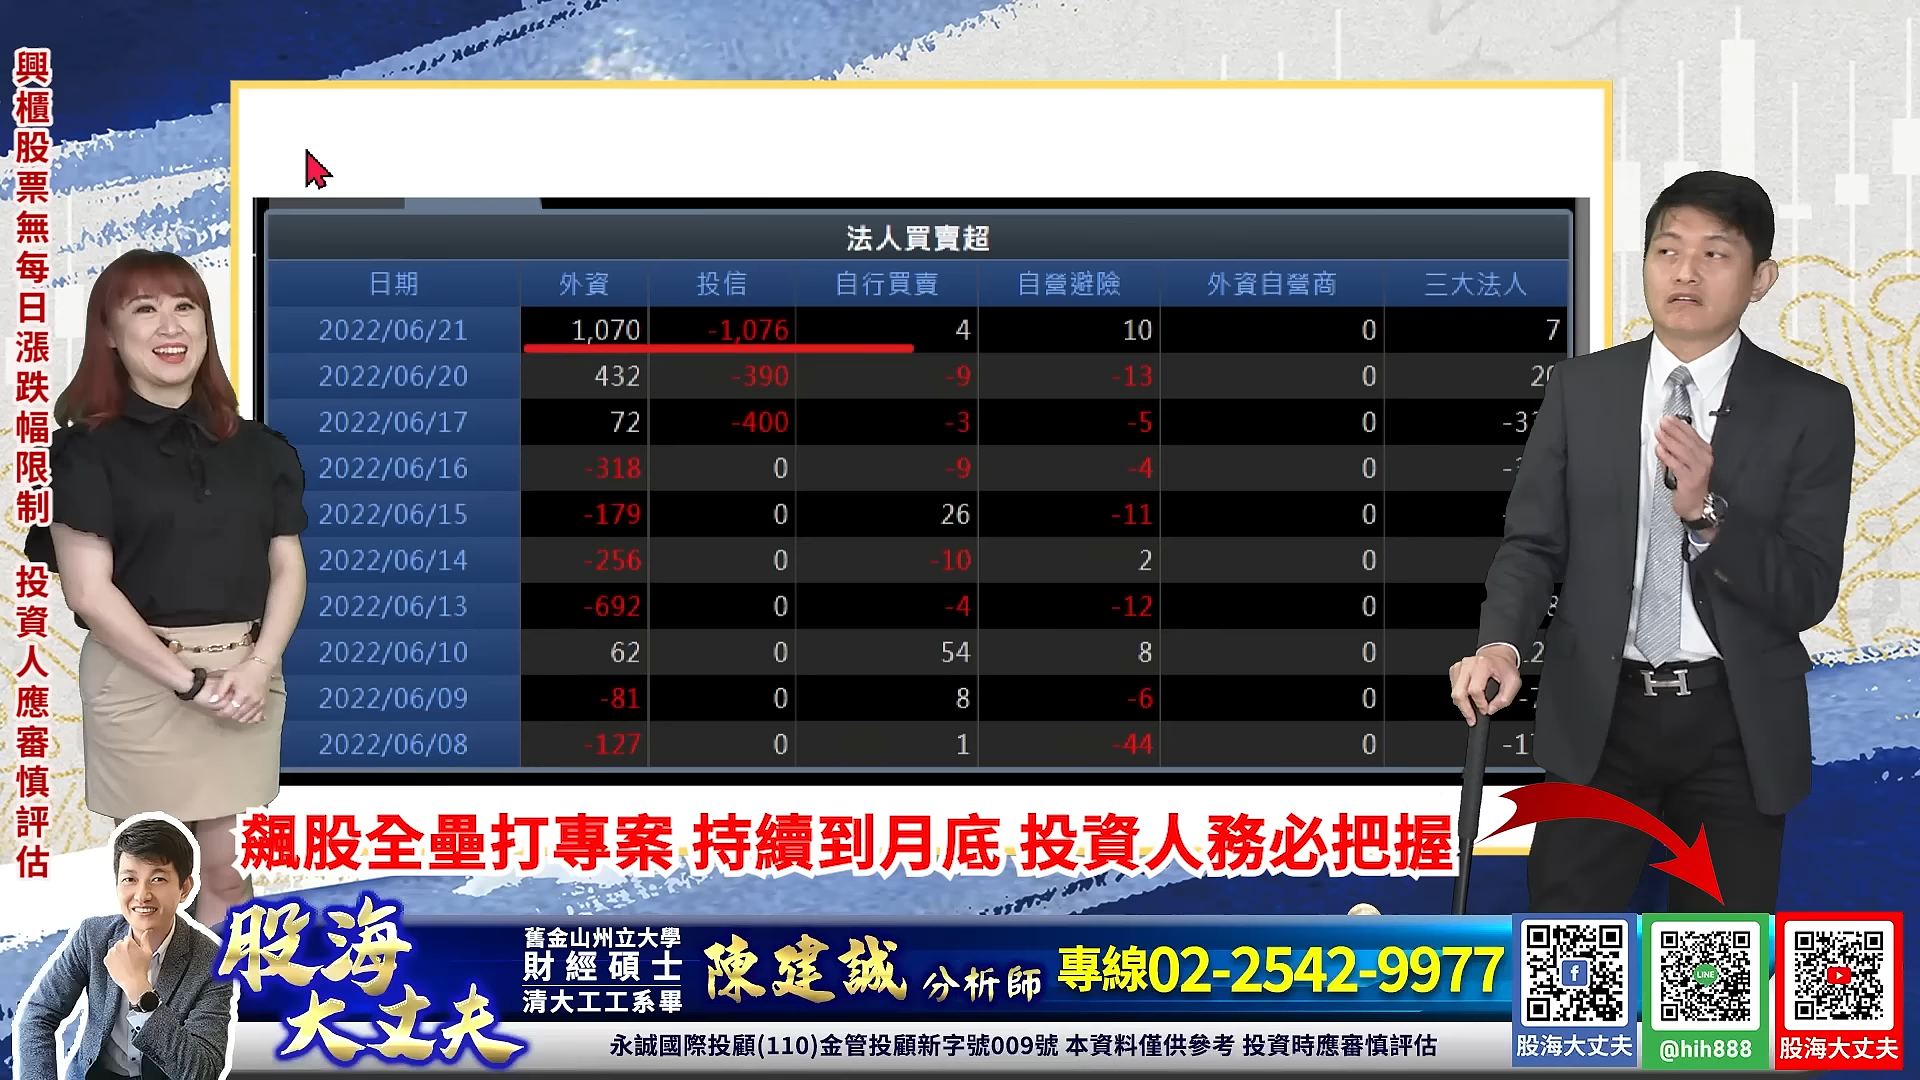 興櫃股票無每日漲跌幅限制 投資人應審慎評估
法人買賣超
日期 外資 投信 自行買賣 自營避險 外資自營商 三大法人
2022/06/21 1,070 -1,076 4 10 0 7
2022/06/20 432 -390 -9 -13 0 20
2022/06/17 72 -400 -3 -5 0
2022/06/16 -318 0 -9 -4 0
2022/06/15 -179 0 26 -11 0
2022/06/14 -256 0 -10 2 0
2022/06/13 -692 0 -4 -12 0
2022/06/10 62 0 54 8 0
2022/06/09 -81 0 8 -6 0
2022/06/08 -127 0 1 -44 0
飆股全壘打專案 持續到月底 投資人務必把握
股海大丈夫
舊金山州立大學
財經碩士
清大工工系畢
陳建誠 分析師
專線02-2542-9977
永誠國際投顧(110)金管投顧新字號009號 本資料僅供參考 投資時應審慎評估
股海大丈夫
LINE
@hih888
股海大丈夫